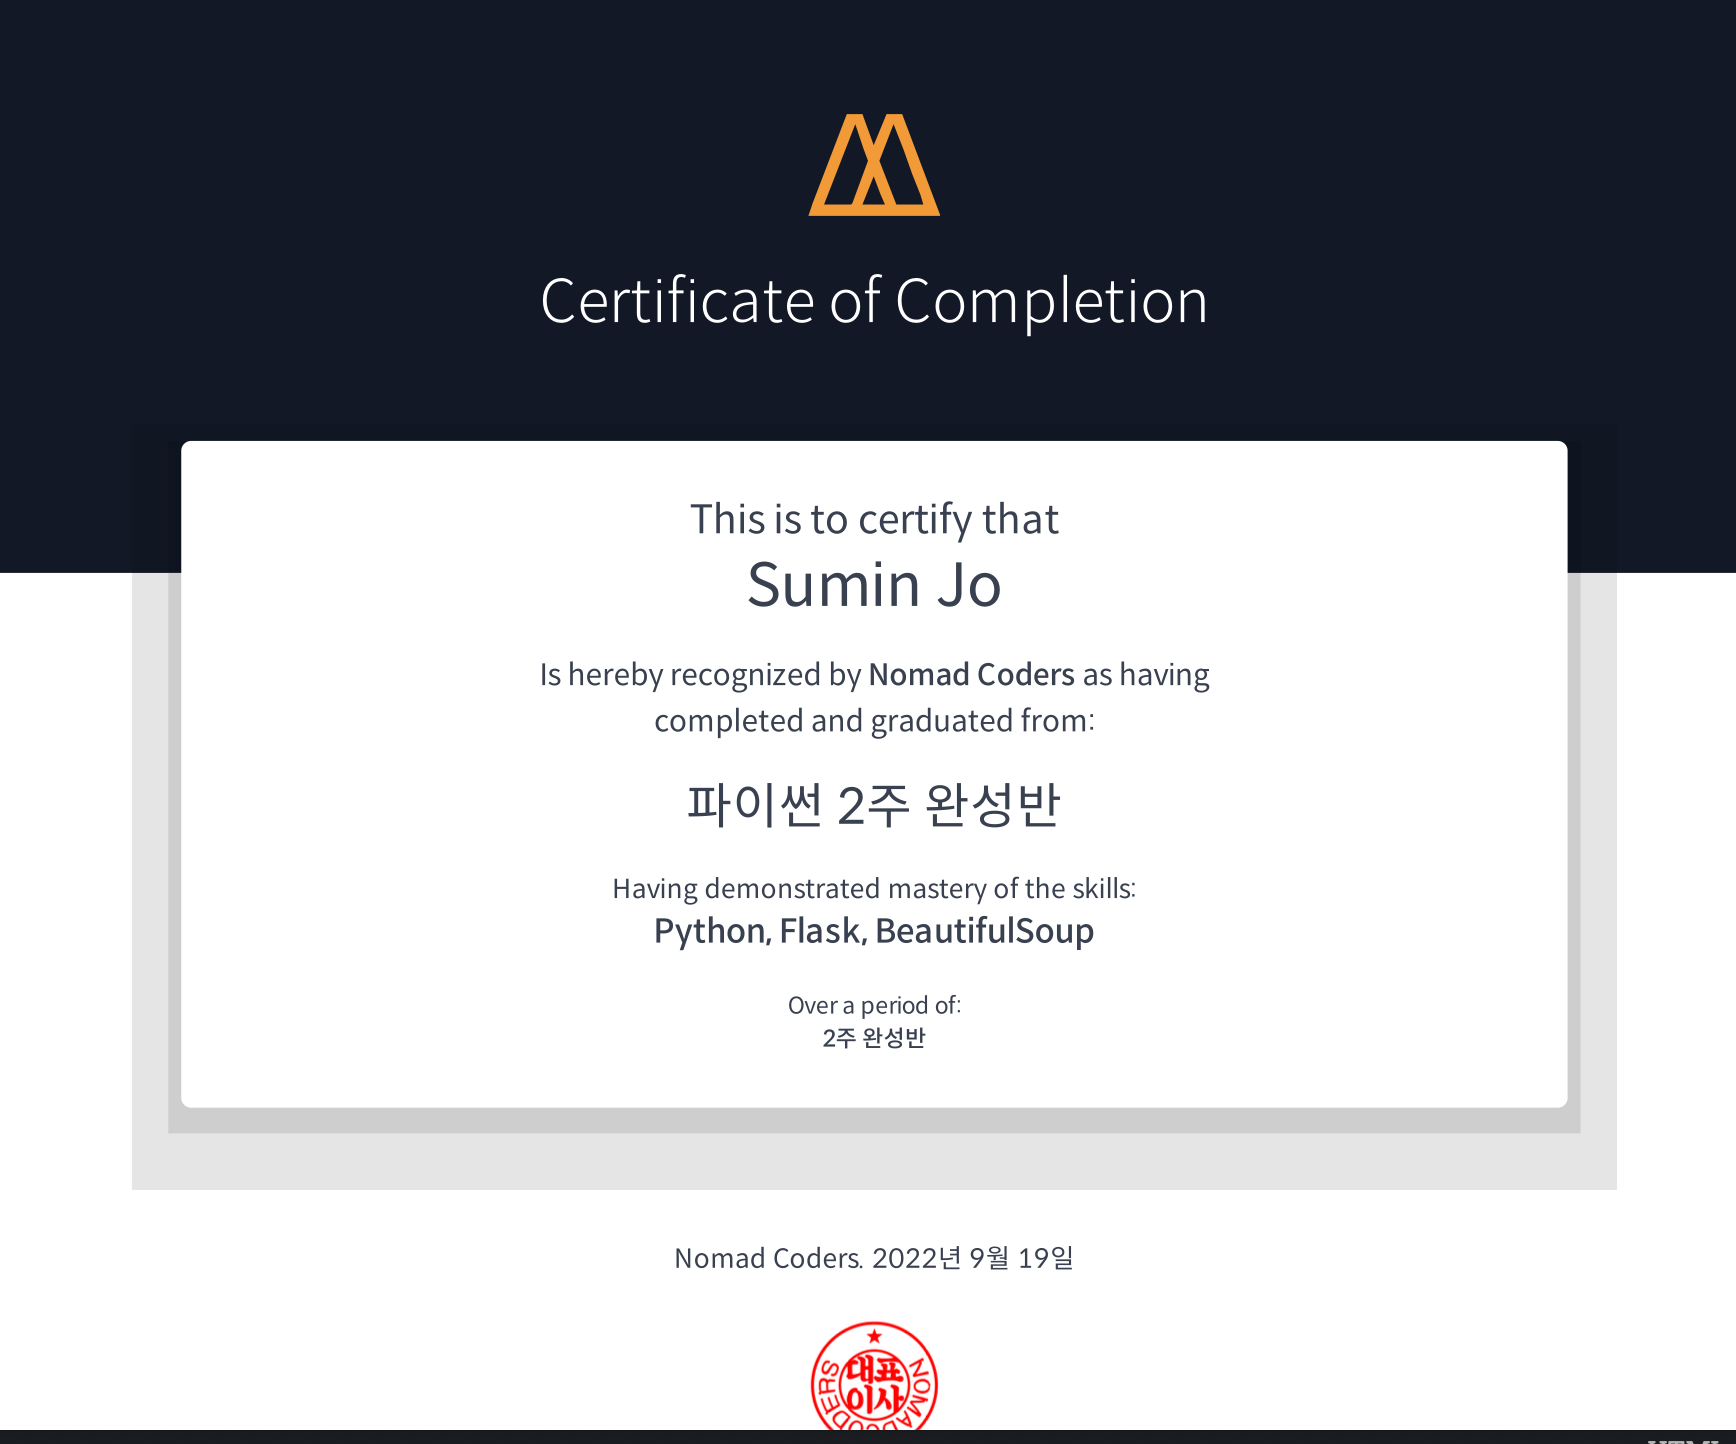 Certificate of Completion
This is to certify that
Sumin Jo
Is hereby recognized by Nomad Coders as having
completed and graduated from:
파이썬 2주 완성반
Having demonstrated mastery of the skills:
Python, Flask, BeautifulSoup
Over a period of:
2주 완성반
Nomad Coders. 2022년 9월 19일
대표
이사
NOMADCODERS